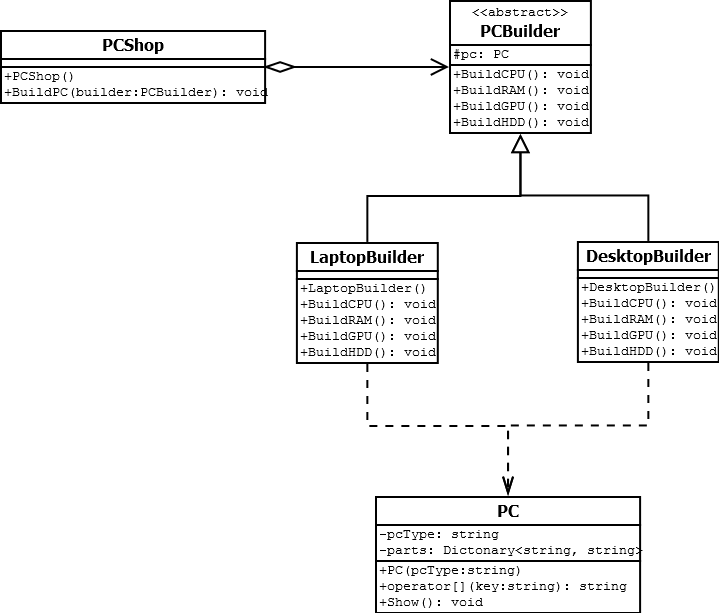 PCShop
+PCShop()
+BuildPC(builder:PCBuilder): void
<<abstract>>
PCBuilder
#pc: PC
+BuildCPU(): void
+BuildRAM(): void
+BuildGPU(): void
+BuildHDD(): void
LaptopBuilder
+LaptopBuilder()
+BuildCPU(): void
+BuildRAM(): void
+BuildGPU(): void
+BuildHDD(): void
DesktopBuilder
+DesktopBuilder()
+BuildCPU(): void
+BuildRAM(): void
+BuildGPU(): void
+BuildHDD(): void
PC
-pcType: string
-parts: Dictonary<string, string>
+PC(pcType:string)
+operator[](key:string): string
+Show(): void